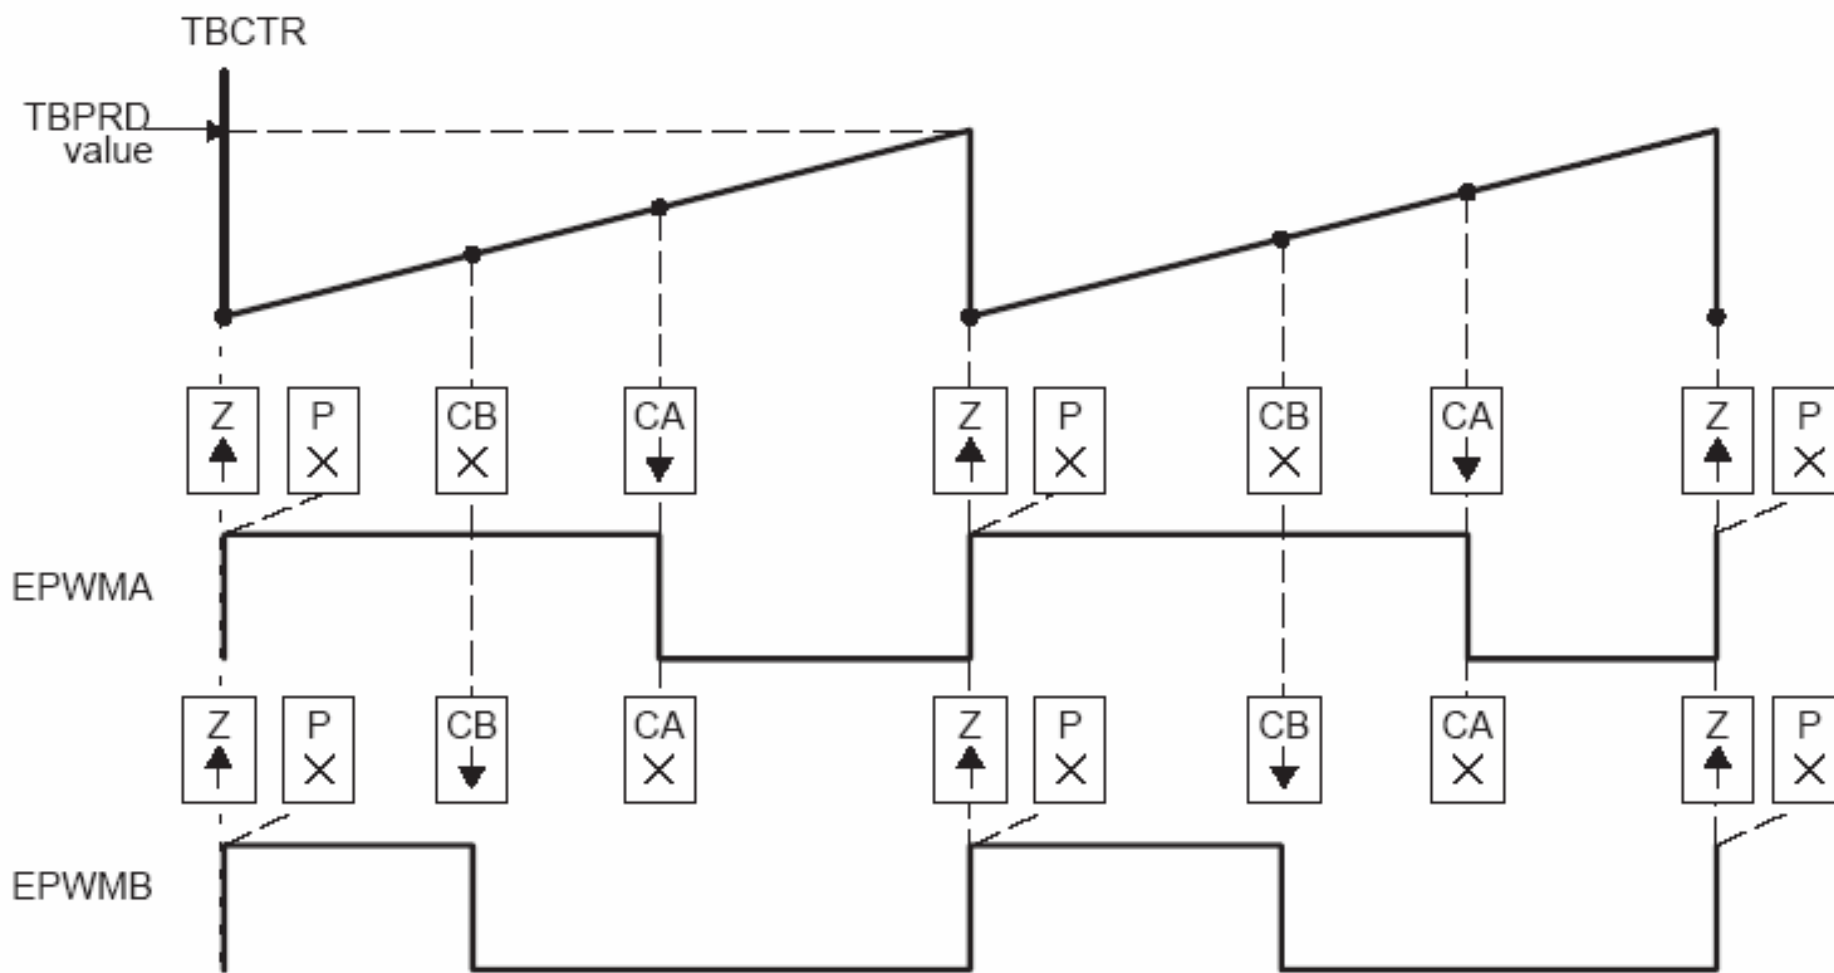 TBCTR
TBPRD
value
Z P CB CA Z P CB CA Z P
EPWMA
Z P CB CA Z P CB CA Z P
EPWMB